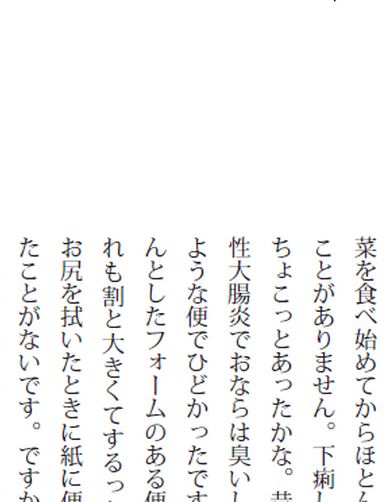 菜を食べ始めてからほとん
ことがありません。下痢
ちょこっとあったかな。昔
性大腸炎でおならは臭いし
ような便でひどかったです
んとしたフォームのある便
れも割と大きくてするっ
お尻を拭いたときに紙に便
たことがないです。ですか